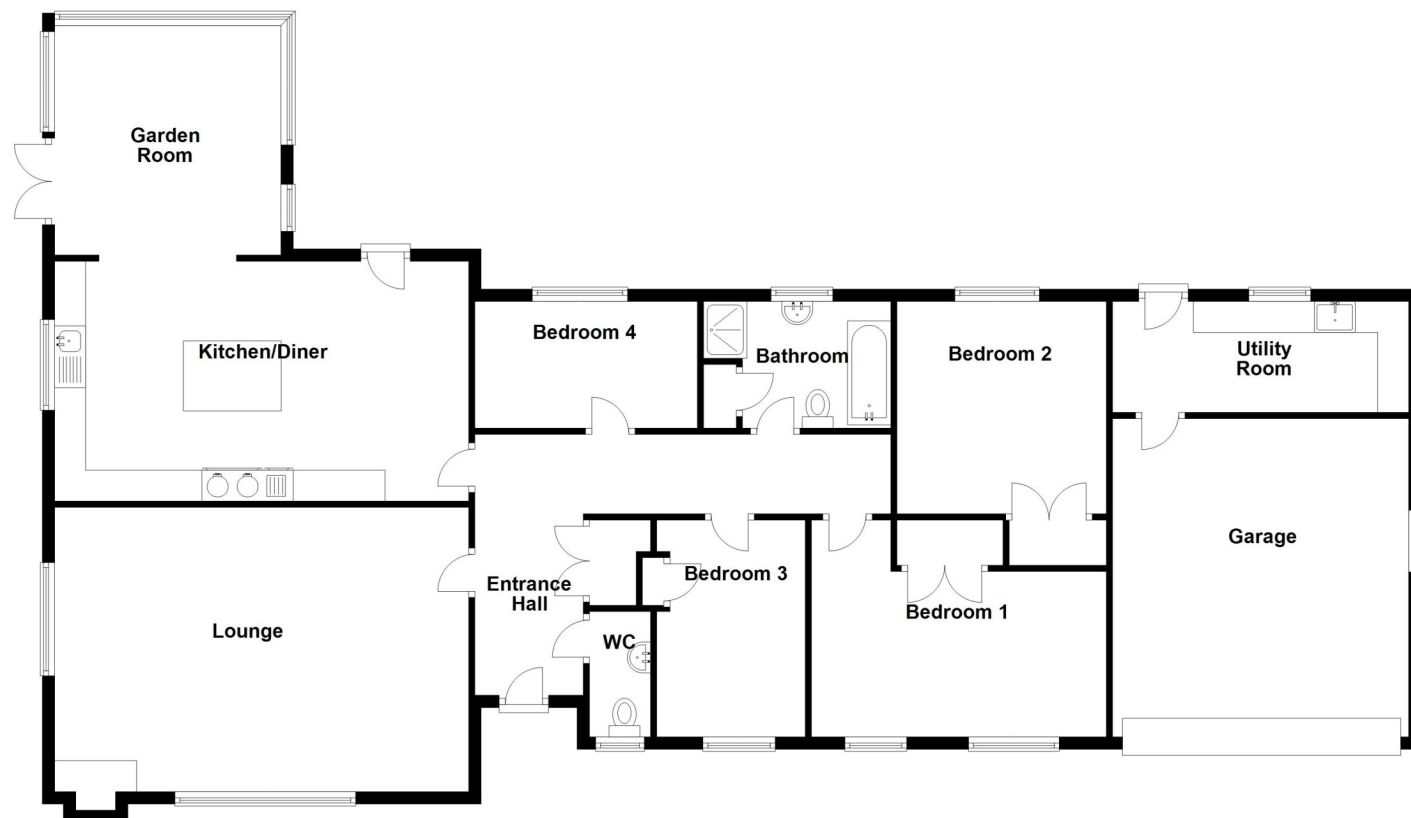 Garden
Room
Kitchen/Diner
Bedroom 4
Bathroom
Bedroom 2
Utility
Room
Lounge
Entrance
Hall
WC
Bedroom 3
Bedroom 1
Garage